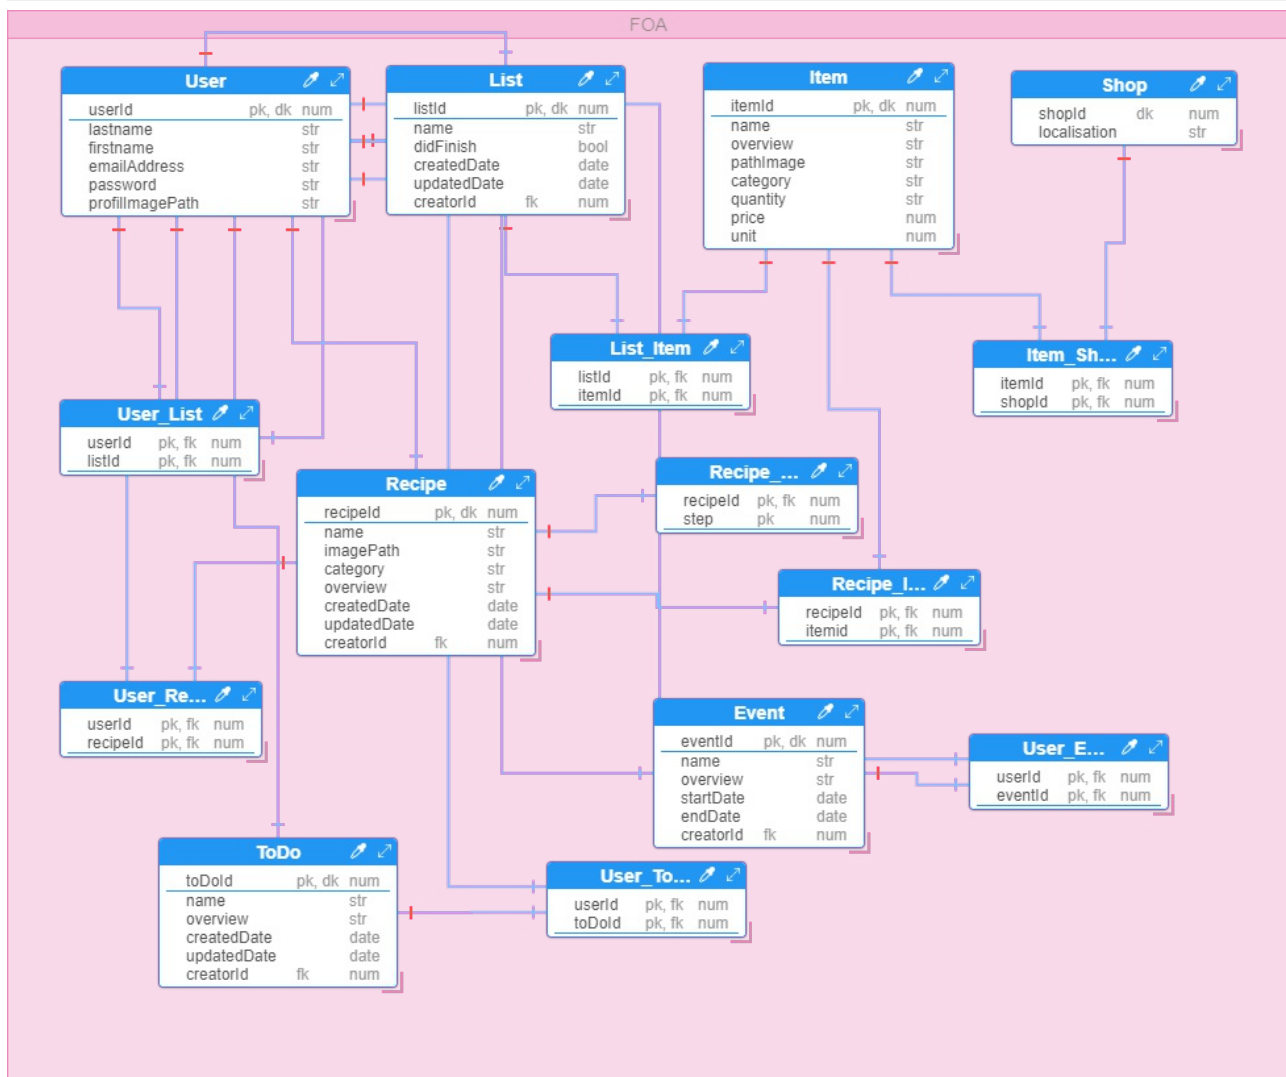 FOA
User
userId pk, dk num
lastname str
firstname str
emailAddress str
password str
profilImagePath str
List
listId pk, dk num
name str
didFinish bool
createdDate date
updatedDate date
creatorId fk num
Item
itemId pk, dk num
name str
overview str
pathImage str
category str
quantity str
price num
unit num
Shop
shopId dk num
localisation str
List_Item
listId pk, fk num
itemId pk, fk num
Item_Sh...
itemId pk, fk num
shopId pk, fk num
User_List
userId pk, fk num
listId pk, fk num
Recipe
recipeId pk, dk num
name str
imagePath str
category str
overview str
createdDate date
updatedDate date
creatorId fk num
Recipe_...
recipeId pk, fk num
step pk num
Recipe_I...
recipeId pk, fk num
itemid pk, fk num
User_Re...
userId pk, fk num
recipeId pk, fk num
Event
eventId pk, dk num
name str
overview str
startDate date
endDate date
creatorId fk num
User_E...
userId pk, fk num
eventId pk, fk num
ToDo
toDoId pk, dk num
name str
overview str
createdDate date
updatedDate date
creatorId fk num
User_To...
userId pk, fk num
toDoId pk, fk num